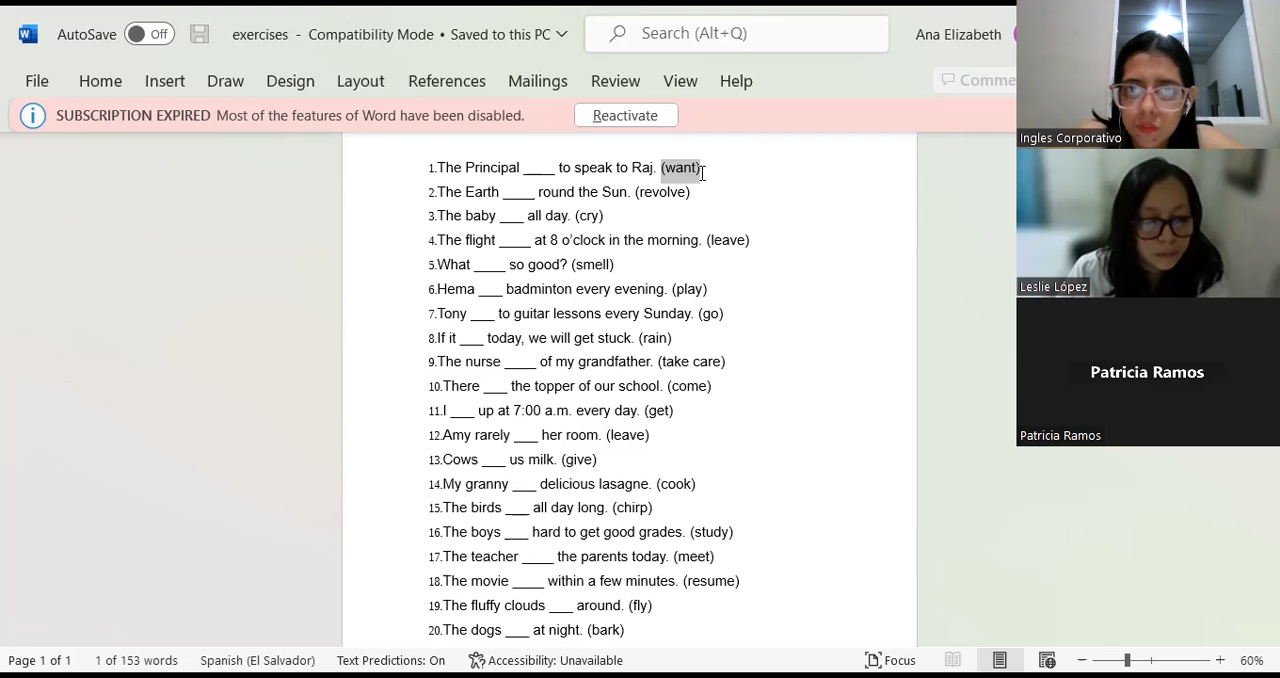 AutoSave Off exercises - Compatibility Mode • Saved to this PC Search (Alt+Q) Ana Elizabeth
File Home Insert Draw Design Layout References Mailings Review View Help Comme
SUBSCRIPTION EXPIRED Most of the features of Word have been disabled. Reactivate
1.The Principal ____ to speak to Raj. (want)
2.The Earth ____ round the Sun. (revolve)
3.The baby ___ all day. (cry)
4.The flight ____ at 8 o’clock in the morning. (leave)
5.What ____ so good? (smell)
6.Hema ___ badminton every evening. (play)
7.Tony ___ to guitar lessons every Sunday. (go)
8.If it ___ today, we will get stuck. (rain)
9.The nurse ____ of my grandfather. (take care)
10.There ___ the topper of our school. (come)
11.I ___ up at 7:00 a.m. every day. (get)
12.Amy rarely ___ her room. (leave)
13.Cows ___ us milk. (give)
14.My granny ___ delicious lasagne. (cook)
15.The birds ___ all day long. (chirp)
16.The boys ___ hard to get good grades. (study)
17.The teacher ____ the parents today. (meet)
18.The movie ____ within a few minutes. (resume)
19.The fluffy clouds ___ around. (fly)
20.The dogs ___ at night. (bark)
Page 1 of 1 1 of 153 words Spanish (El Salvador) Text Predictions: On Accessibility: Unavailable Focus 60%
Ingles Corporativo
Leslie López
Patricia Ramos
Patricia Ramos